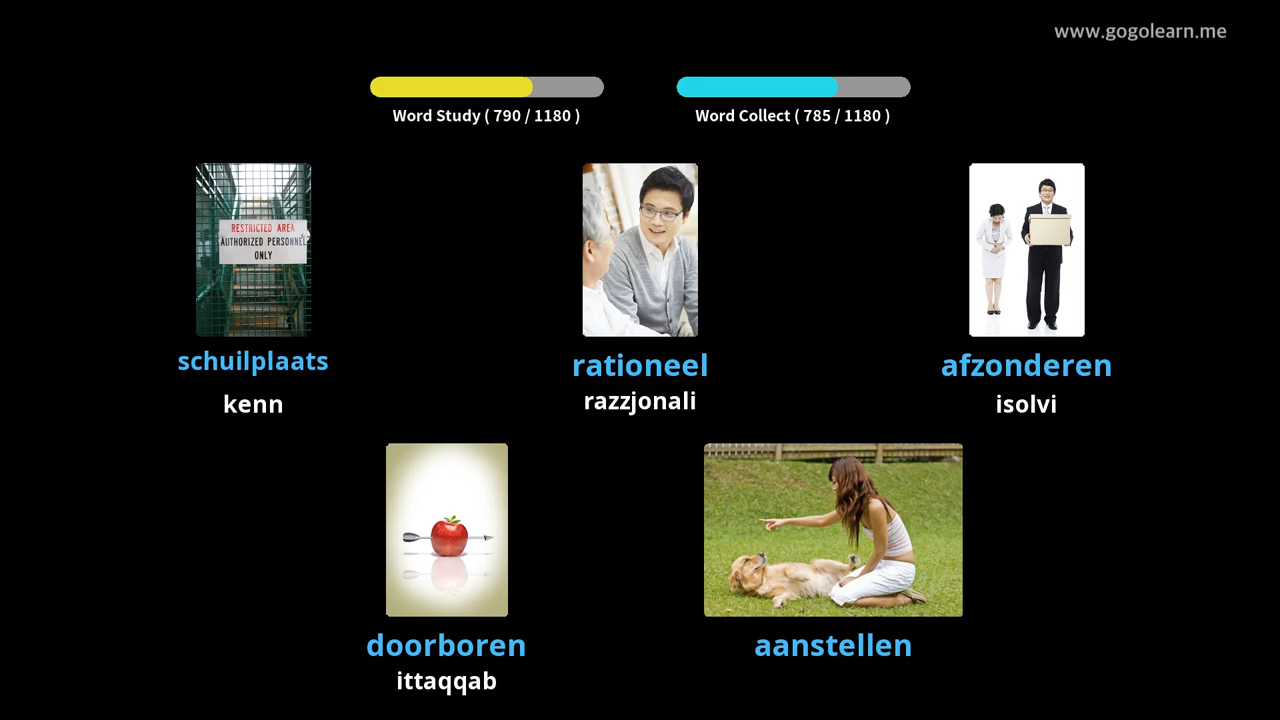 www.gogolearn.me
Word Study ( 790 / 1180 )
Word Collect ( 785 / 1180 )
RESTRICTED AREA
AUTHORIZED PERSONNEL
ONLY
schuilplaats
kenn
rationeel
razzjonali
afzonderen
isolvi
doorboren
ittaqqab
aanstellen